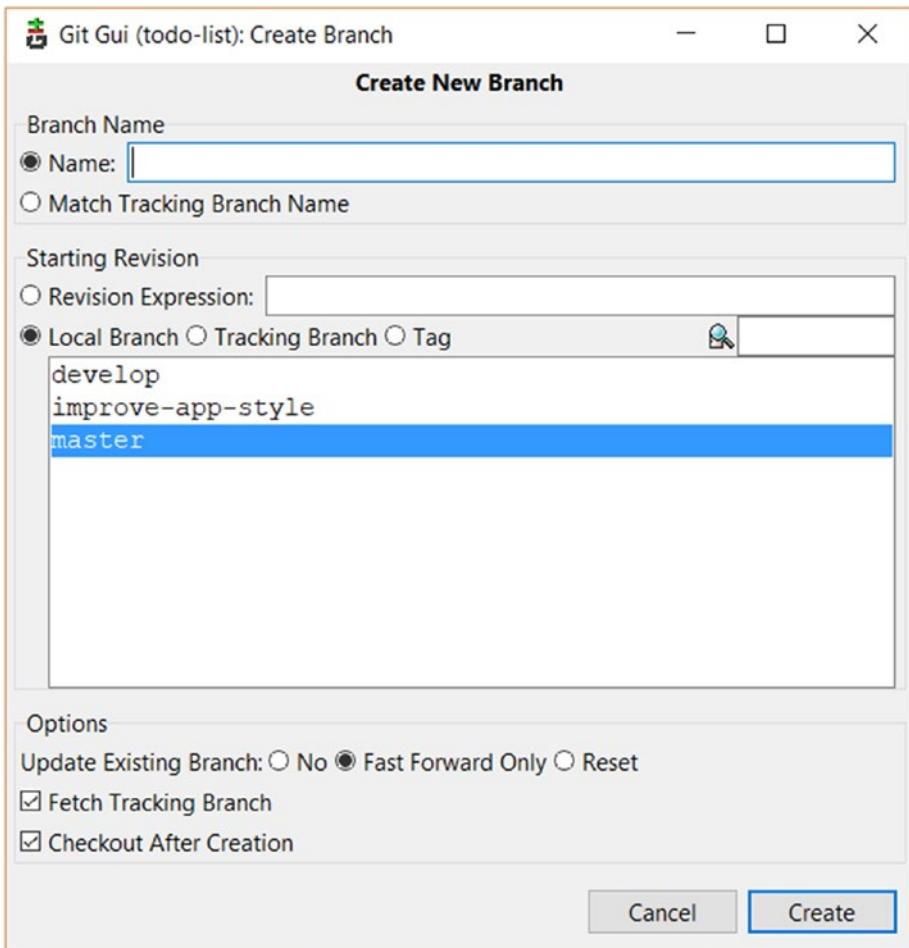 Git Gui (todo-list): Create Branch
Create New Branch
Branch Name
Name:
Match Tracking Branch Name
Starting Revision
Revision Expression:
Local Branch Tracking Branch Tag
develop
improve-app-style
master
Options
Update Existing Branch: No Fast Forward Only Reset
Fetch Tracking Branch
Checkout After Creation
Cancel Create